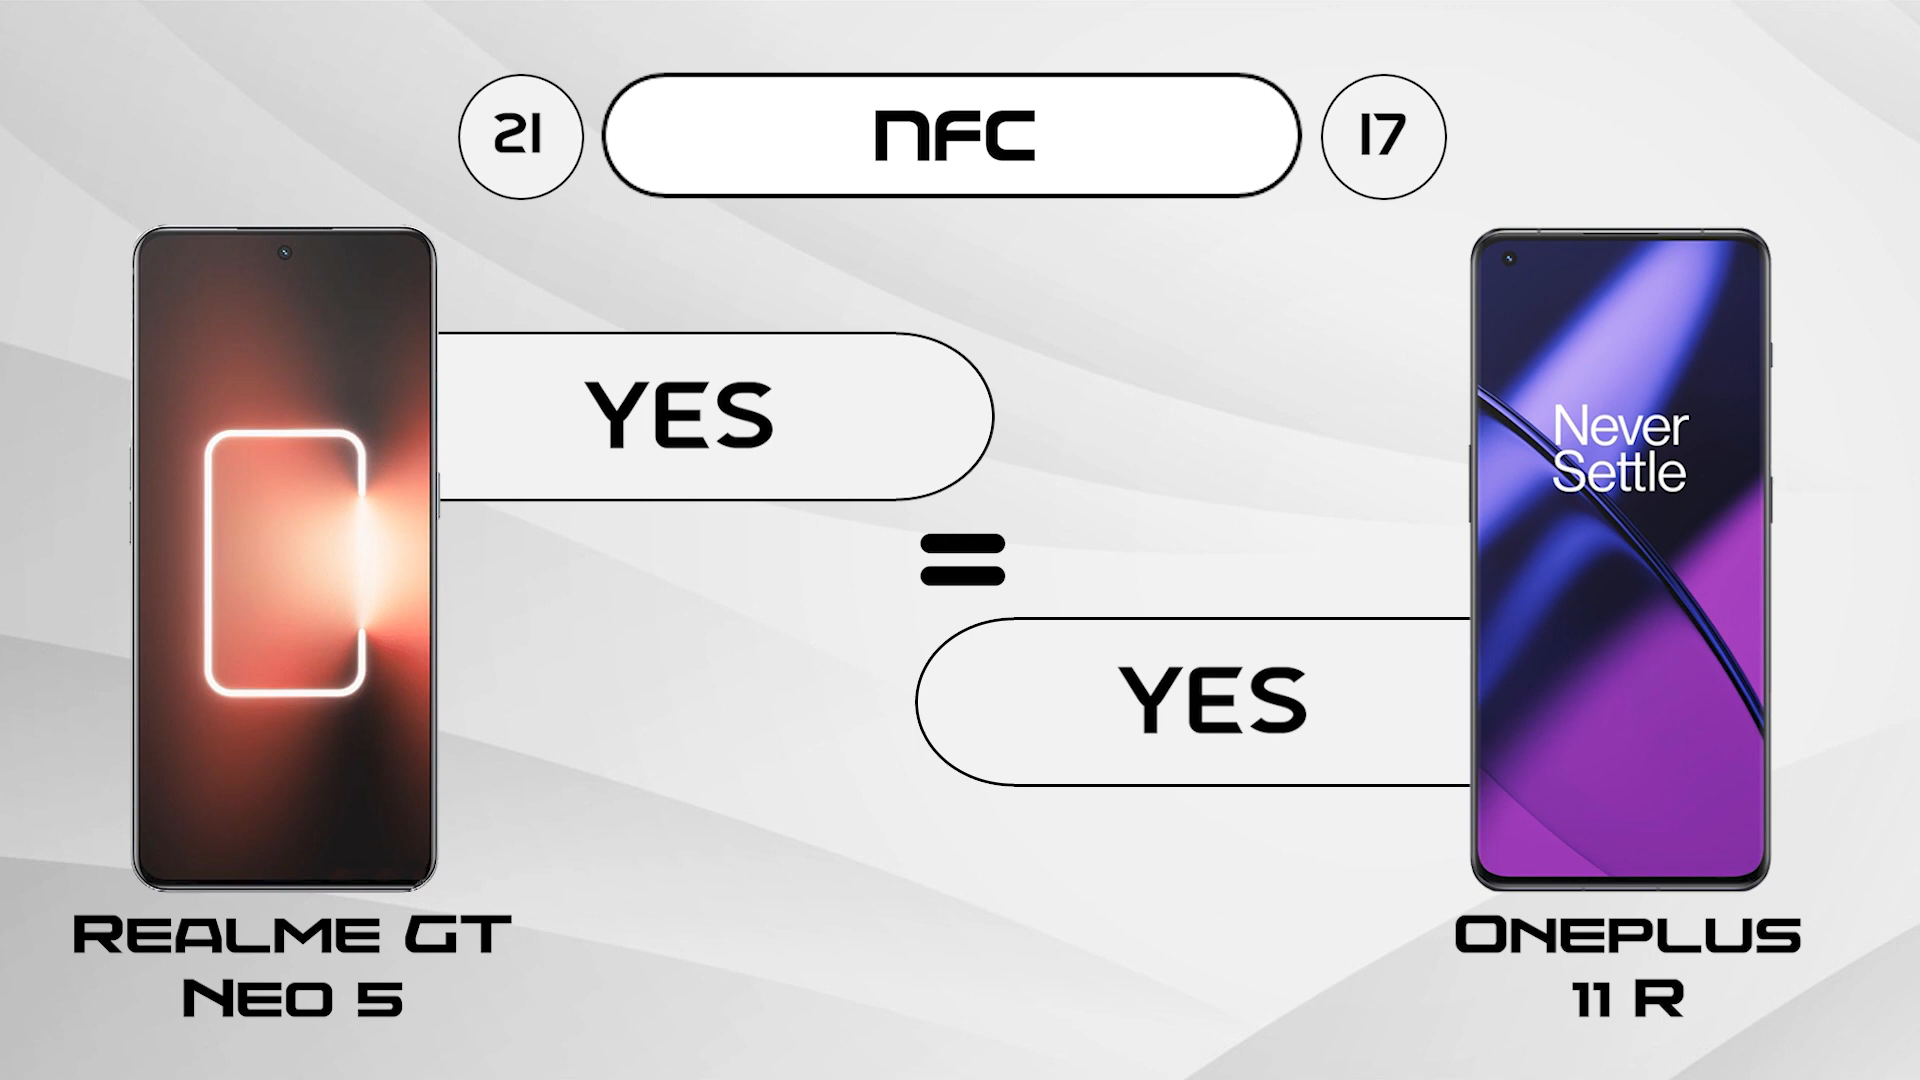 21
NFC
17
YES
Never
Settle
=
YES
Realme GT
Neo 5
Oneplus
11 R